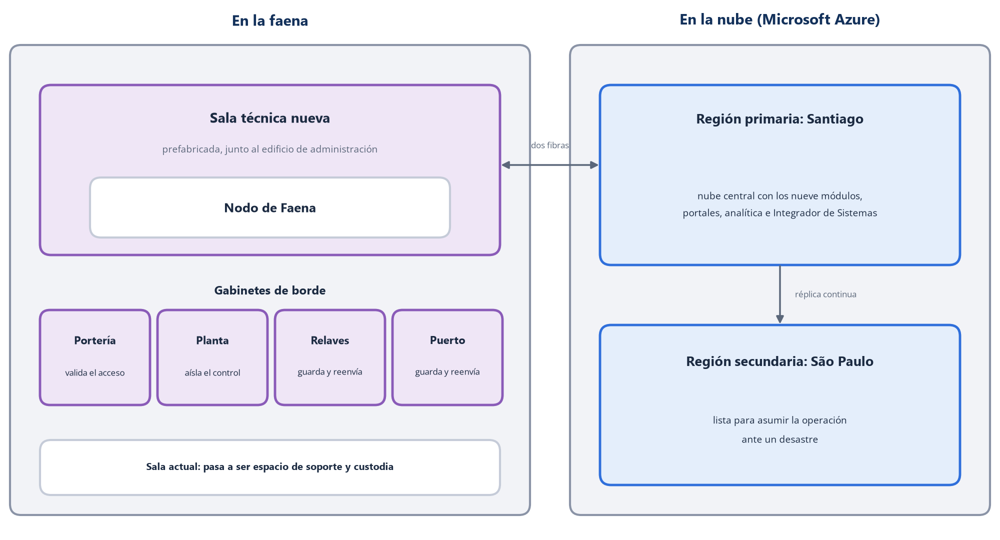 En la faena
En la nube (Microsoft Azure)
Sala técnica nueva
prefabricada, junto al edificio de administración
Nodo de Faena
dos fibras
Región primaria: Santiago
nube central con los nueve módulos,
portales, analítica e Integrador de Sistemas
réplica continua
Gabinetes de borde
Portería
valida el acceso
Planta
aísla el control
Relaves
guarda y reenvía
Puerto
guarda y reenvía
Región secundaria: São Paulo
lista para asumir la operación
ante un desastre
Sala actual: pasa a ser espacio de soporte y custodia